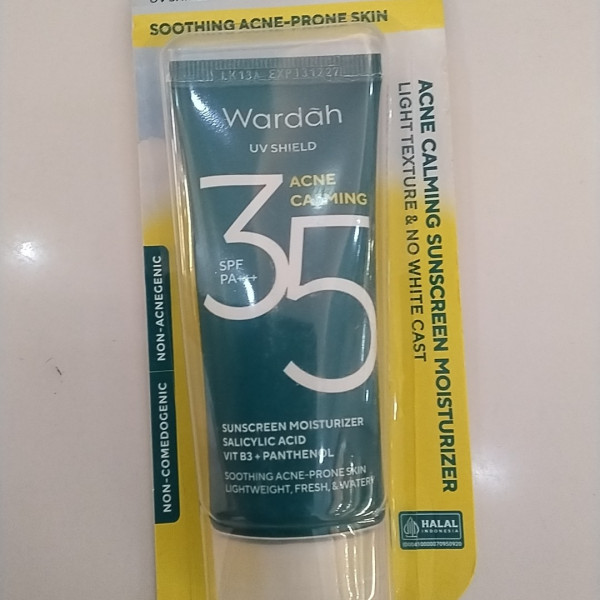 SOOTHING ACNE-PRONE SKIN
Wardah
UV SHIELD
ACNE
CALMING
35
SPF
PA+++
SUNSCREEN MOISTURIZER
SALICYLIC ACID
VIT B3 + PANTHENOL
SOOTHING ACNE-PRONE SKIN
LIGHTWEIGHT, FRESH, & WATERY
ACNE CALMING SUNSCREEN MOISTURIZER
LIGHT TEXTURE & NO WHITE CAST
NON-ACNEGENIC
NON-COMEDOGENIC
HALAL
INDONESIA